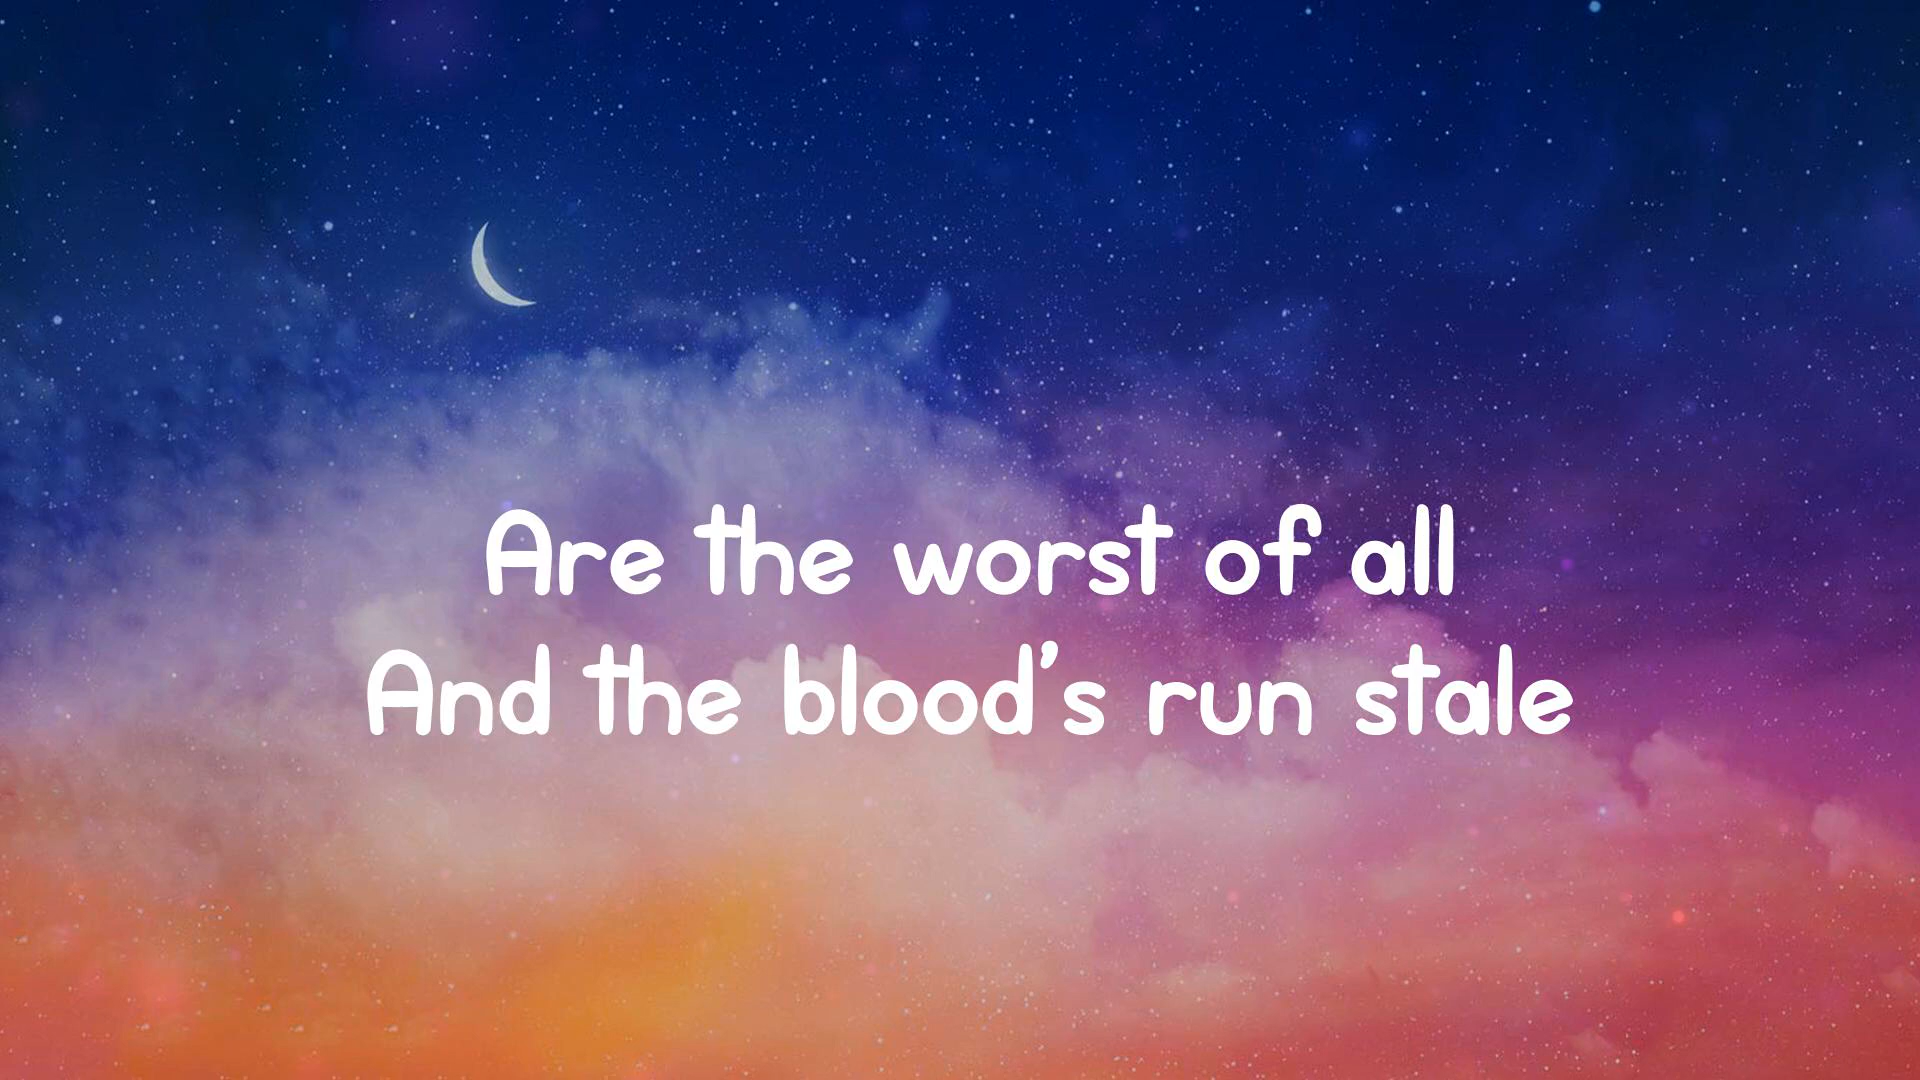 Are the worst of all
And the blood's run stale